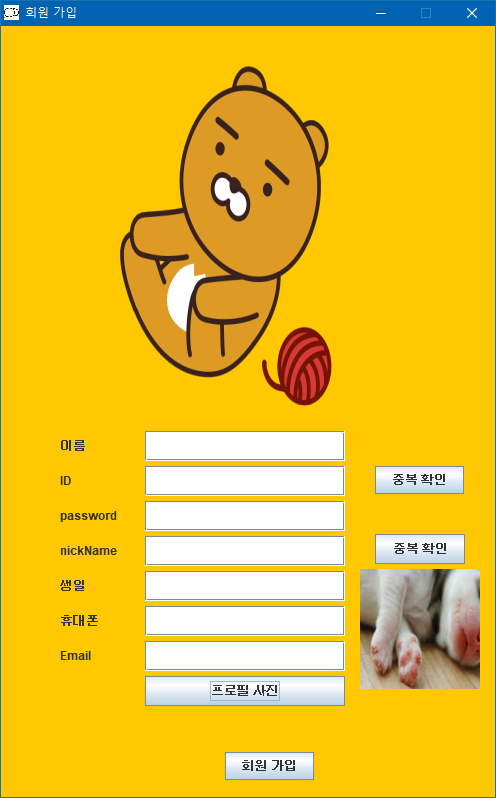 회원 가입
이름
ID
중복 확인
password
nickName
중복 확인
생일
휴대폰
Email
프로필 사진
회원 가입